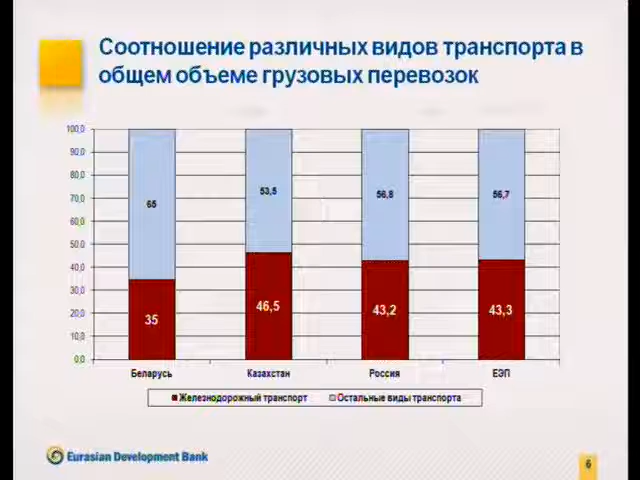 Соотношение различных видов транспорта в
общем объеме грузовых перевозок
100,0
90,0
80,0
70,0
60,0
50,0
40,0
30,0
20,0
10,0
0,0
65
53,5
56,8
56,7
35
46,5
43,2
43,3
Беларусь
Казахстан
Россия
ЕЭП
Железнодорожный транспорт
Остальные виды транспорта
Eurasian Development Bank
6